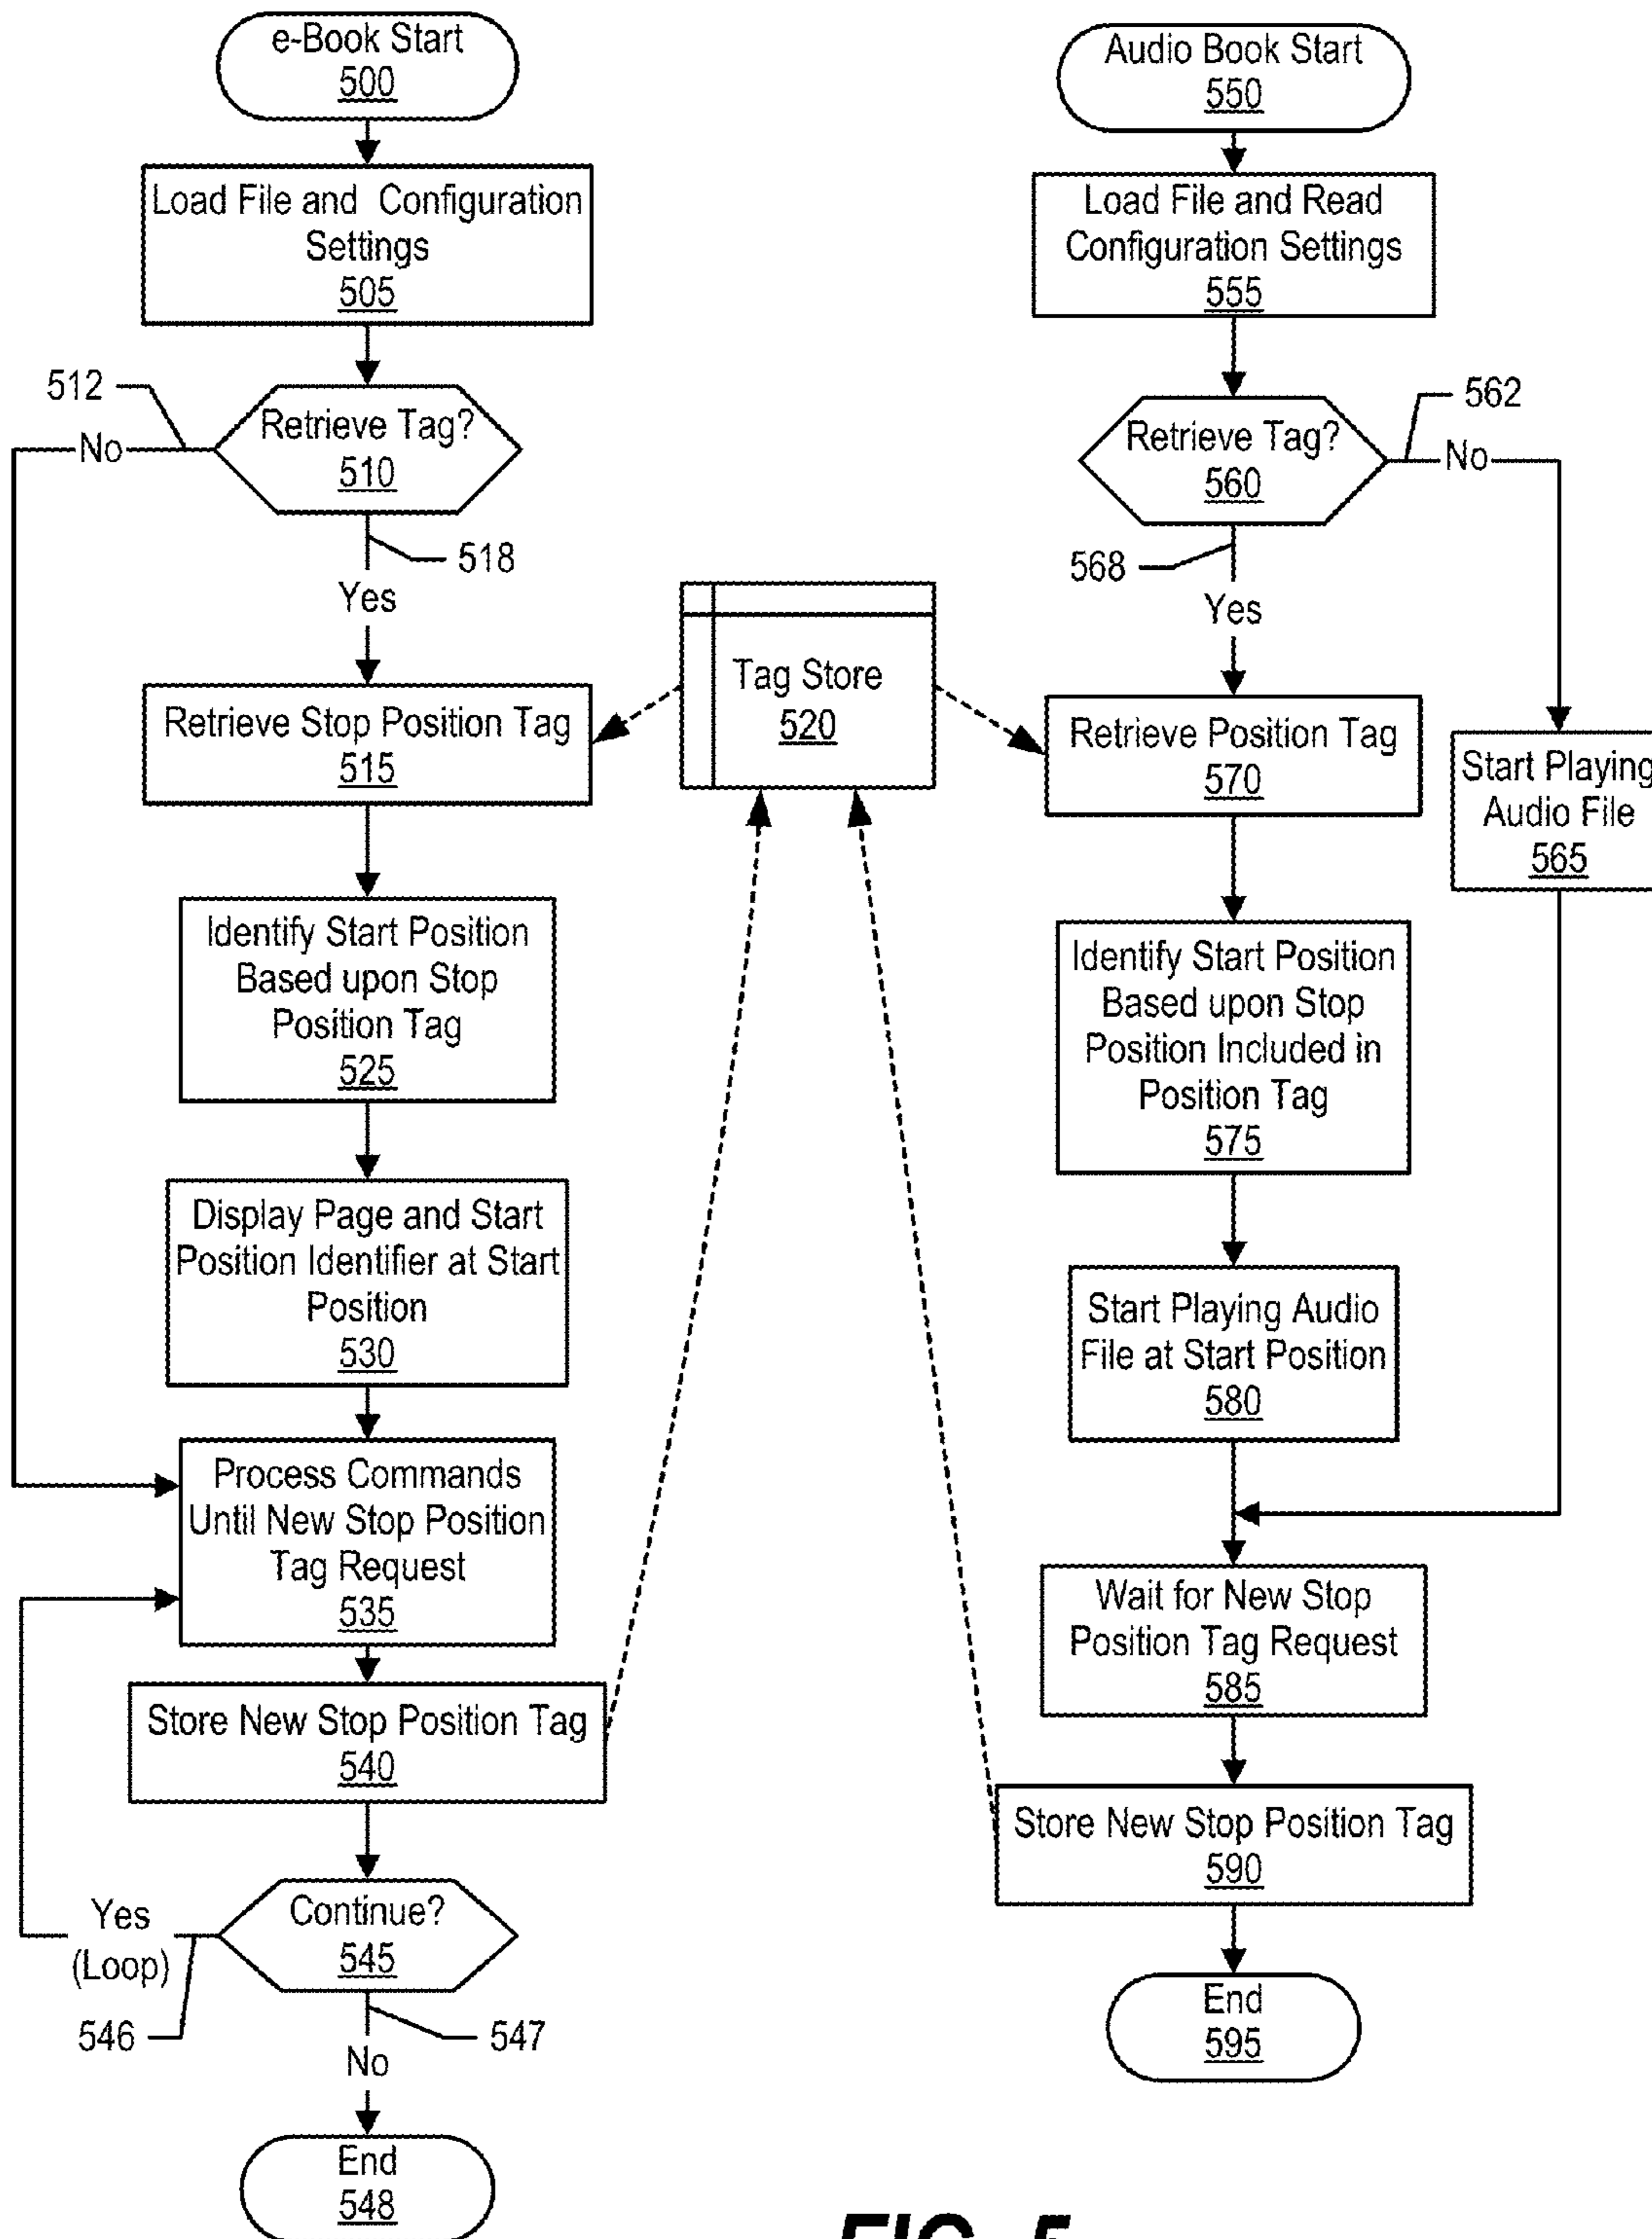 e-Book Start
500
Load File and Configuration
Settings
505
512
No
Retrieve Tag?
510
518
Yes
Retrieve Stop Position Tag
515
Identify Start Position
Based upon Stop
Position Tag
525
Display Page and Start
Position Identifier at Start
Position
530
Process Commands
Until New Stop Position
Tag Request
535
Store New Stop Position Tag
540
Continue?
545
Yes
(Loop)
546
547
No
End
548
Tag Store
520
Audio Book Start
550
Load File and Read
Configuration Settings
555
Retrieve Tag?
560
562
No
568
Yes
Retrieve Position Tag
570
Start Playing
Audio File
565
Identify Start Position
Based upon Stop
Position Included in
Position Tag
575
Start Playing Audio
File at Start Position
580
Wait for New Stop
Position Tag Request
585
Store New Stop Position Tag
590
End
595
FIG. 5